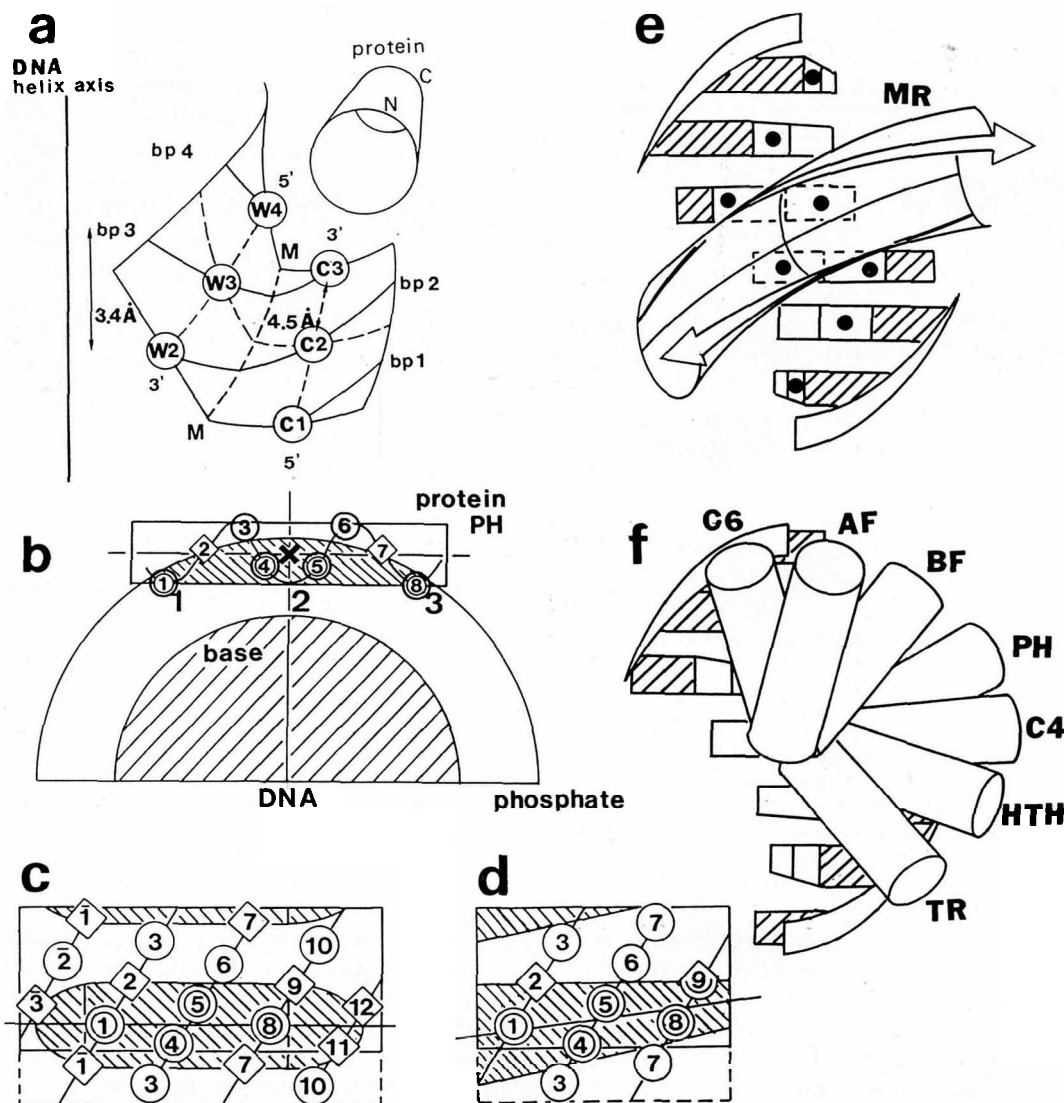 a
DNA
helix axis
protein
C
N
bp 4
5'
W4
bp 3
M
3'
C3
W3
bp 2
3.4Å
4.5Å
W2
C2
3'
bp 1
M
C1
5'
e
MR
b
protein
PH
3
6
2
7
4
5
1
8
1
2
3
base
DNA
phosphate
f
C6
AF
BF
PH
C4
HTH
TR
c
1
7
3
10
2̄
6
2
9
3
5
12
1
8
4
11
1
7
3
10
d
7
3
6
2
9
5
1
8
4
7
3